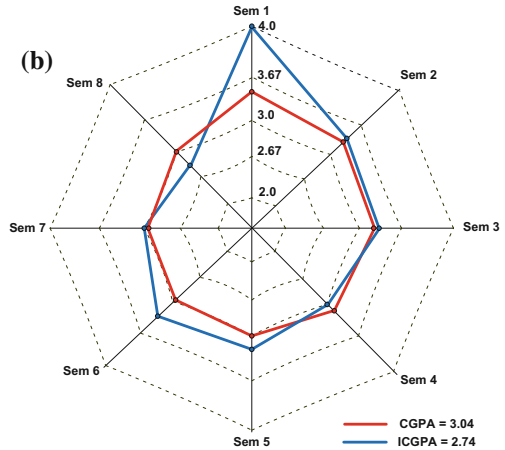 Sem 1
4.0
(b)
3.67
Sem 2
Sem 8
3.0
2.67
2.0
Sem 7
Sem 3
Sem 6
Sem 4
Sem 5
CGPA = 3.04
ICGPA = 2.74